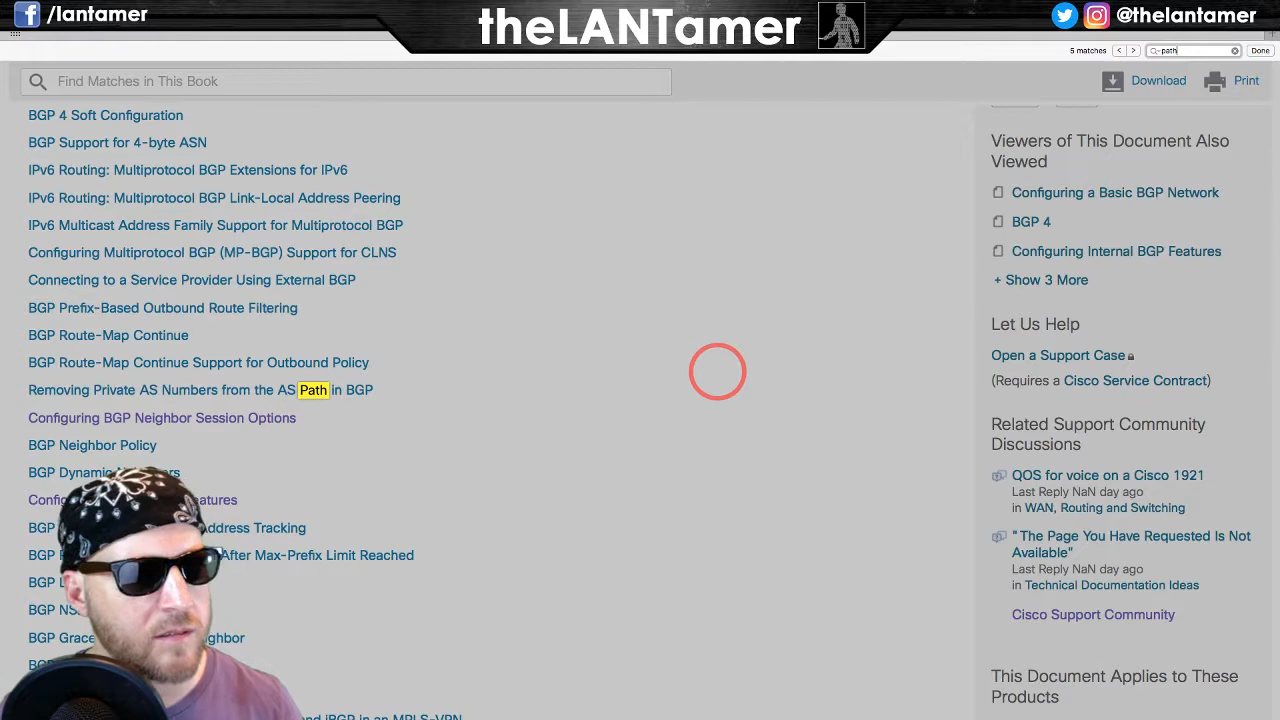 /lantamer
theLANTamer
@thelantamer
5 matches
path
Done
Find Matches in This Book
Download
Print
BGP 4 Soft Configuration
BGP Support for 4-byte ASN
IPv6 Routing: Multiprotocol BGP Extensions for IPv6
IPv6 Routing: Multiprotocol BGP Link-Local Address Peering
IPv6 Multicast Address Family Support for Multiprotocol BGP
Configuring Multiprotocol BGP (MP-BGP) Support for CLNS
Connecting to a Service Provider Using External BGP
BGP Prefix-Based Outbound Route Filtering
BGP Route-Map Continue
BGP Route-Map Continue Support for Outbound Policy
Removing Private AS Numbers from the AS Path in BGP
Configuring BGP Neighbor Session Options
BGP Neighbor Policy
BGP Dynamic
eatures
BGP ddress Tracking
BGP After Max-Prefix Limit Reached
BGP
BGP NS
BGP Grace ghbor
iBGP in an MPLS-VPN
Viewers of This Document Also
Viewed
Configuring a Basic BGP Network
BGP 4
Configuring Internal BGP Features
+ Show 3 More
Let Us Help
Open a Support Case
(Requires a Cisco Service Contract)
Related Support Community
Discussions
QOS for voice on a Cisco 1921
Last Reply NaN day ago
in WAN, Routing and Switching
" The Page You Have Requested Is Not
Available"
Last Reply NaN day ago
in Technical Documentation Ideas
Cisco Support Community
This Document Applies to These
Products